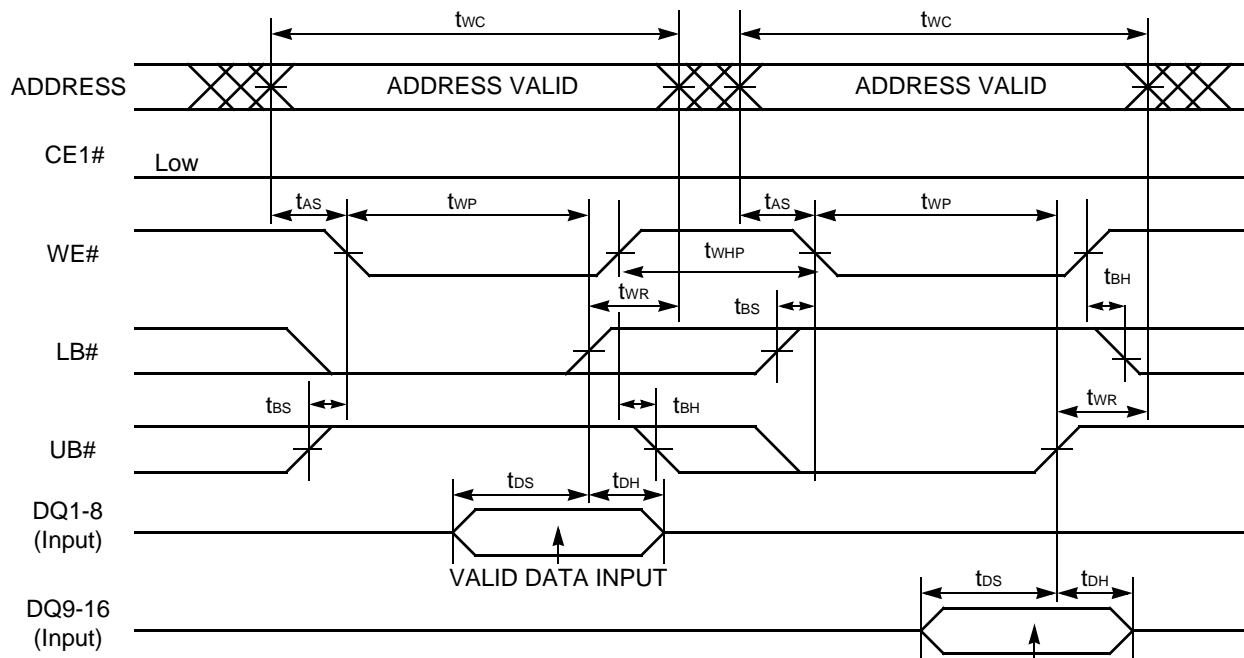 tWC tWC
ADDRESS ADDRESS VALID ADDRESS VALID
CE1# Low
tAS tWP tAS tWP
WE#
tWHP
tBH
tWR
tBS
LB#
tBS tBH tWR
UB#
tDS tDH
DQ1-8
(Input)
VALID DATA INPUT
tDS tDH
DQ9-16
(Input)